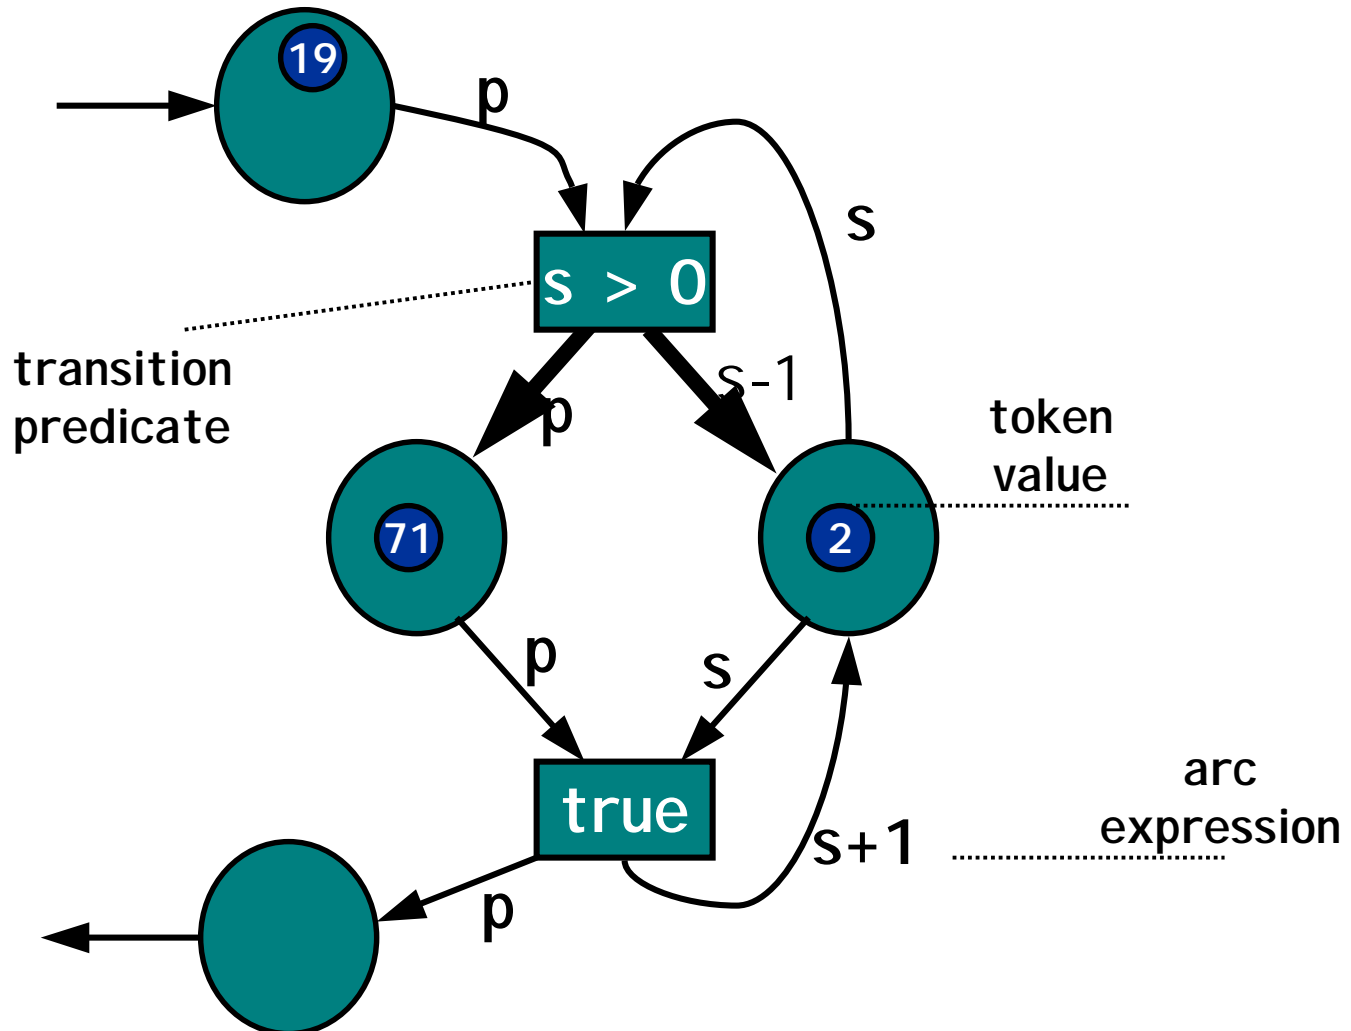 19
p
s
s > 0
transition
predicate
s-1
p
token
value
71
2
p
s
true
arc
expression
s+1
p